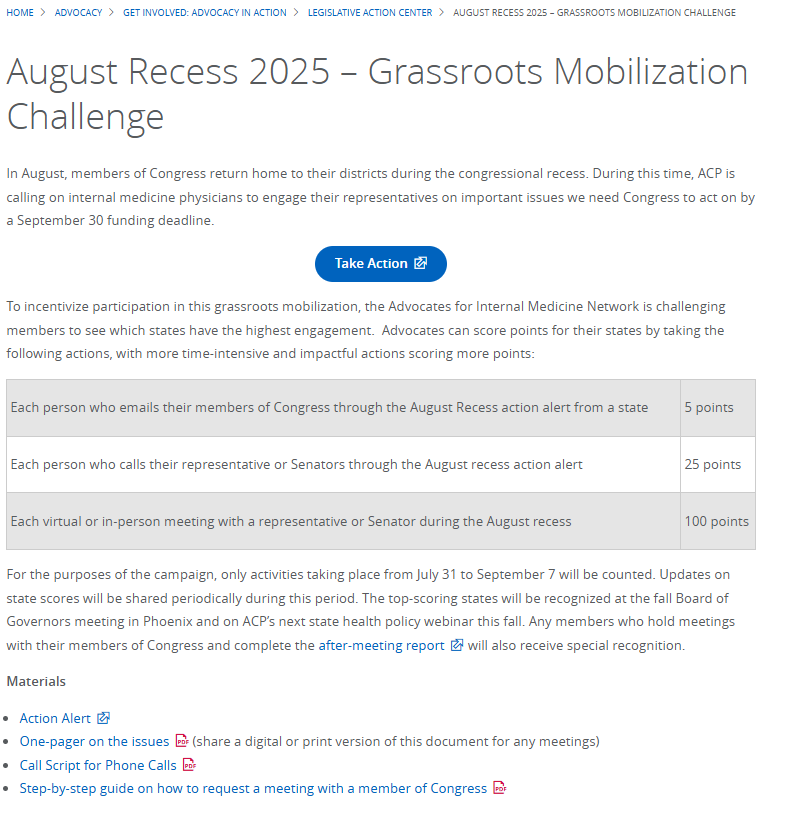 HOME > ADVOCACY > GET INVOLVED: ADVOCACY IN ACTION > LEGISLATIVE ACTION CENTER > AUGUST RECESS 2025 – GRASSROOTS MOBILIZATION CHALLENGE
August Recess 2025 – Grassroots Mobilization
Challenge
In August, members of Congress return home to their districts during the congressional recess. During this time, ACP is
calling on internal medicine physicians to engage their representatives on important issues we need Congress to act on by
a September 30 funding deadline.
Take Action
To incentivize participation in this grassroots mobilization, the Advocates for Internal Medicine Network is challenging
members to see which states have the highest engagement. Advocates can score points for their states by taking the
following actions, with more time-intensive and impactful actions scoring more points:
Each person who emails their members of Congress through the August Recess action alert from a state 5 points
Each person who calls their representative or Senators through the August recess action alert 25 points
Each virtual or in-person meeting with a representative or Senator during the August recess 100 points
For the purposes of the campaign, only activities taking place from July 31 to September 7 will be counted. Updates on
state scores will be shared periodically during this period. The top-scoring states will be recognized at the fall Board of
Governors meeting in Phoenix and on ACP's next state health policy webinar this fall. Any members who hold meetings
with their members of Congress and complete the after-meeting report will also receive special recognition.
Materials
• Action Alert
• One-pager on the issues PDF (share a digital or print version of this document for any meetings)
• Call Script for Phone Calls PDF
• Step-by-step guide on how to request a meeting with a member of Congress PDF